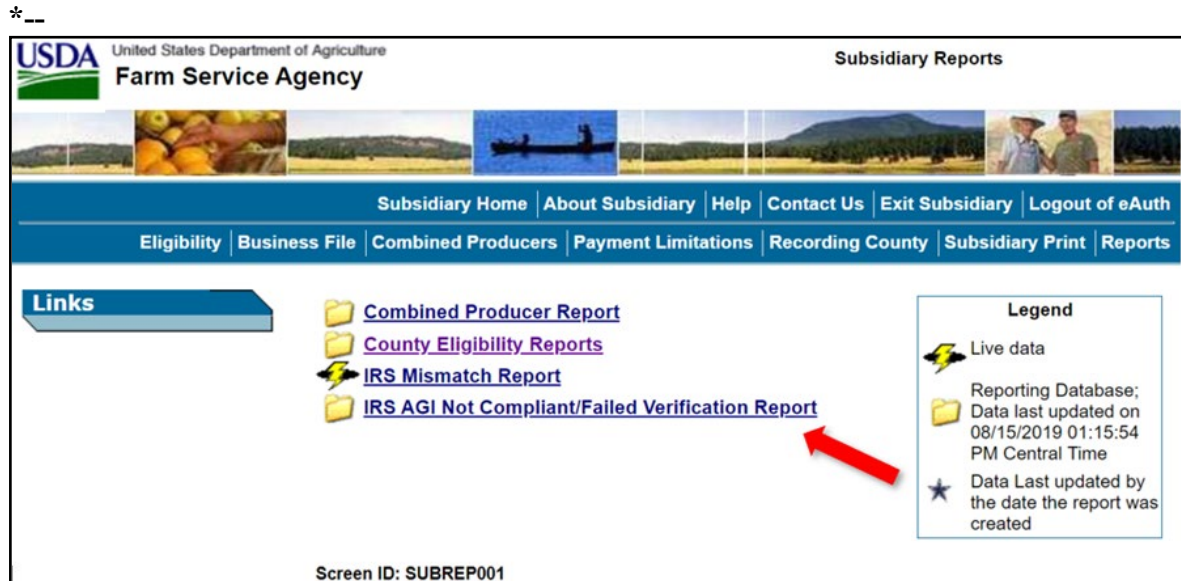 *--
USDA United States Department of Agriculture
Farm Service Agency
Subsidiary Reports
Subsidiary Home | About Subsidiary | Help | Contact Us | Exit Subsidiary | Logout of eAuth
Eligibility | Business File | Combined Producers | Payment Limitations | Recording County | Subsidiary Print | Reports
Links
Combined Producer Report
County Eligibility Reports
IRS Mismatch Report
IRS AGI Not Compliant/Failed Verification Report
Legend
Live data
Reporting Database;
Data last updated on
08/15/2019 01:15:54
PM Central Time
Data Last updated by
the date the report was
created
Screen ID: SUBREP001